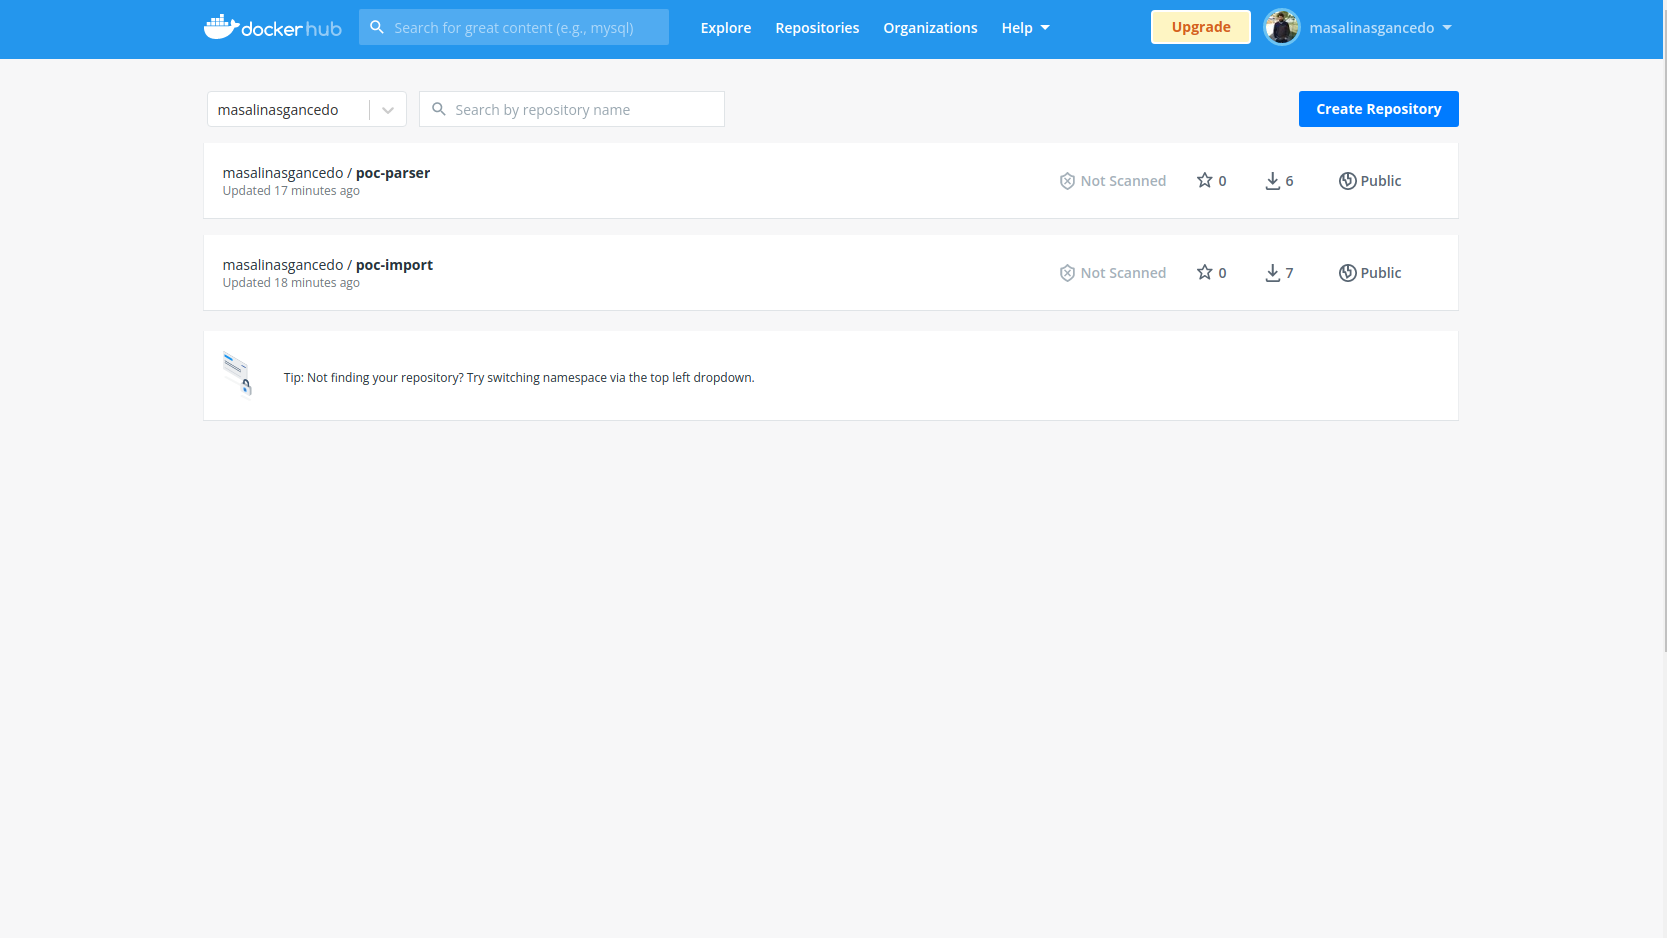 docker hub
Search for great content (e.g., mysql)
Explore
Repositories
Organizations
Help
Upgrade
masalinasgancedo
masalinasgancedo
Search by repository name
Create Repository
masalinasgancedo / poc-parser
Updated 17 minutes ago
Not Scanned
0
6
Public
masalinasgancedo / poc-import
Updated 18 minutes ago
Not Scanned
0
7
Public
Tip: Not finding your repository? Try switching namespace via the top left dropdown.